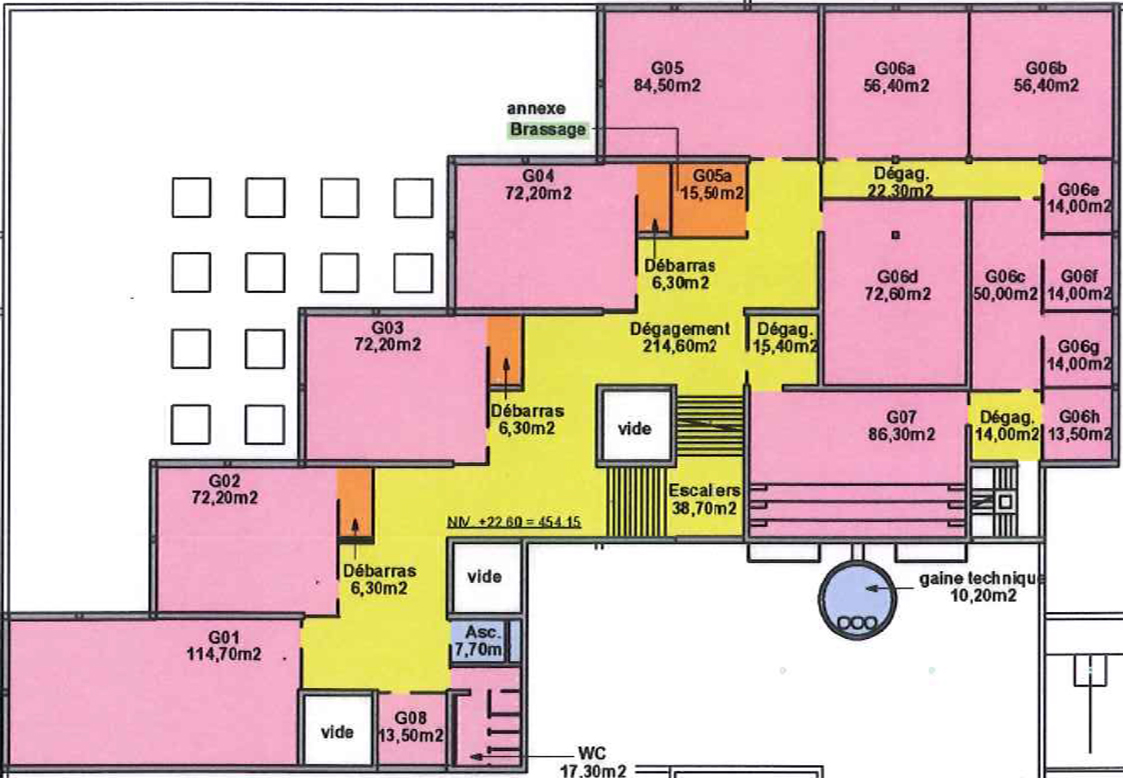 G05
84,50m2
G06a
56,40m2
G06b
56,40m2
annexe
Brassage
G04
72,20m2
G05a
15,50m2
Dégag.
22,30m2
G06e
14,00m2
Débarras
6,30m2
G06d
72,60m2
G06c
50,00m2
G06f
14,00m2
G03
72,20m2
Dégagement
214,60m2
Dégag.
15,40m2
G06g
14,00m2
Débarras
6,30m2
vide
G07
86,30m2
Dégag.
14,00m2
G06h
13,50m2
G02
72,20m2
Escaliers
38,70m2
NIV. +22.60 = 454.15
Débarras
6,30m2
vide
gaine technique
10,20m2
G01
114,70m2
Asc.
7,70m
vide
G08
13,50m2
WC
17,30m2